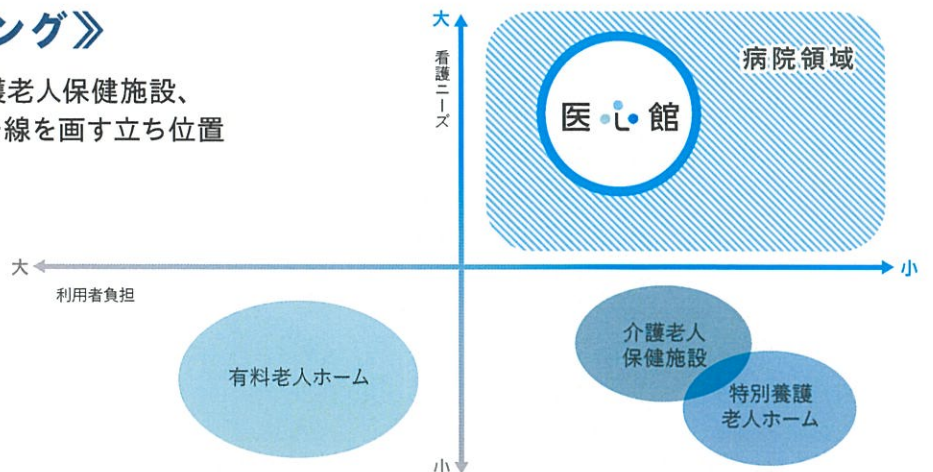 ング》
護老人保健施設、
線を画す立ち位置
大
看護ニーズ
病院領域
医心館
大
小
利用者負担
有料老人ホーム
介護老人
保健施設
特別養護
老人ホーム
小